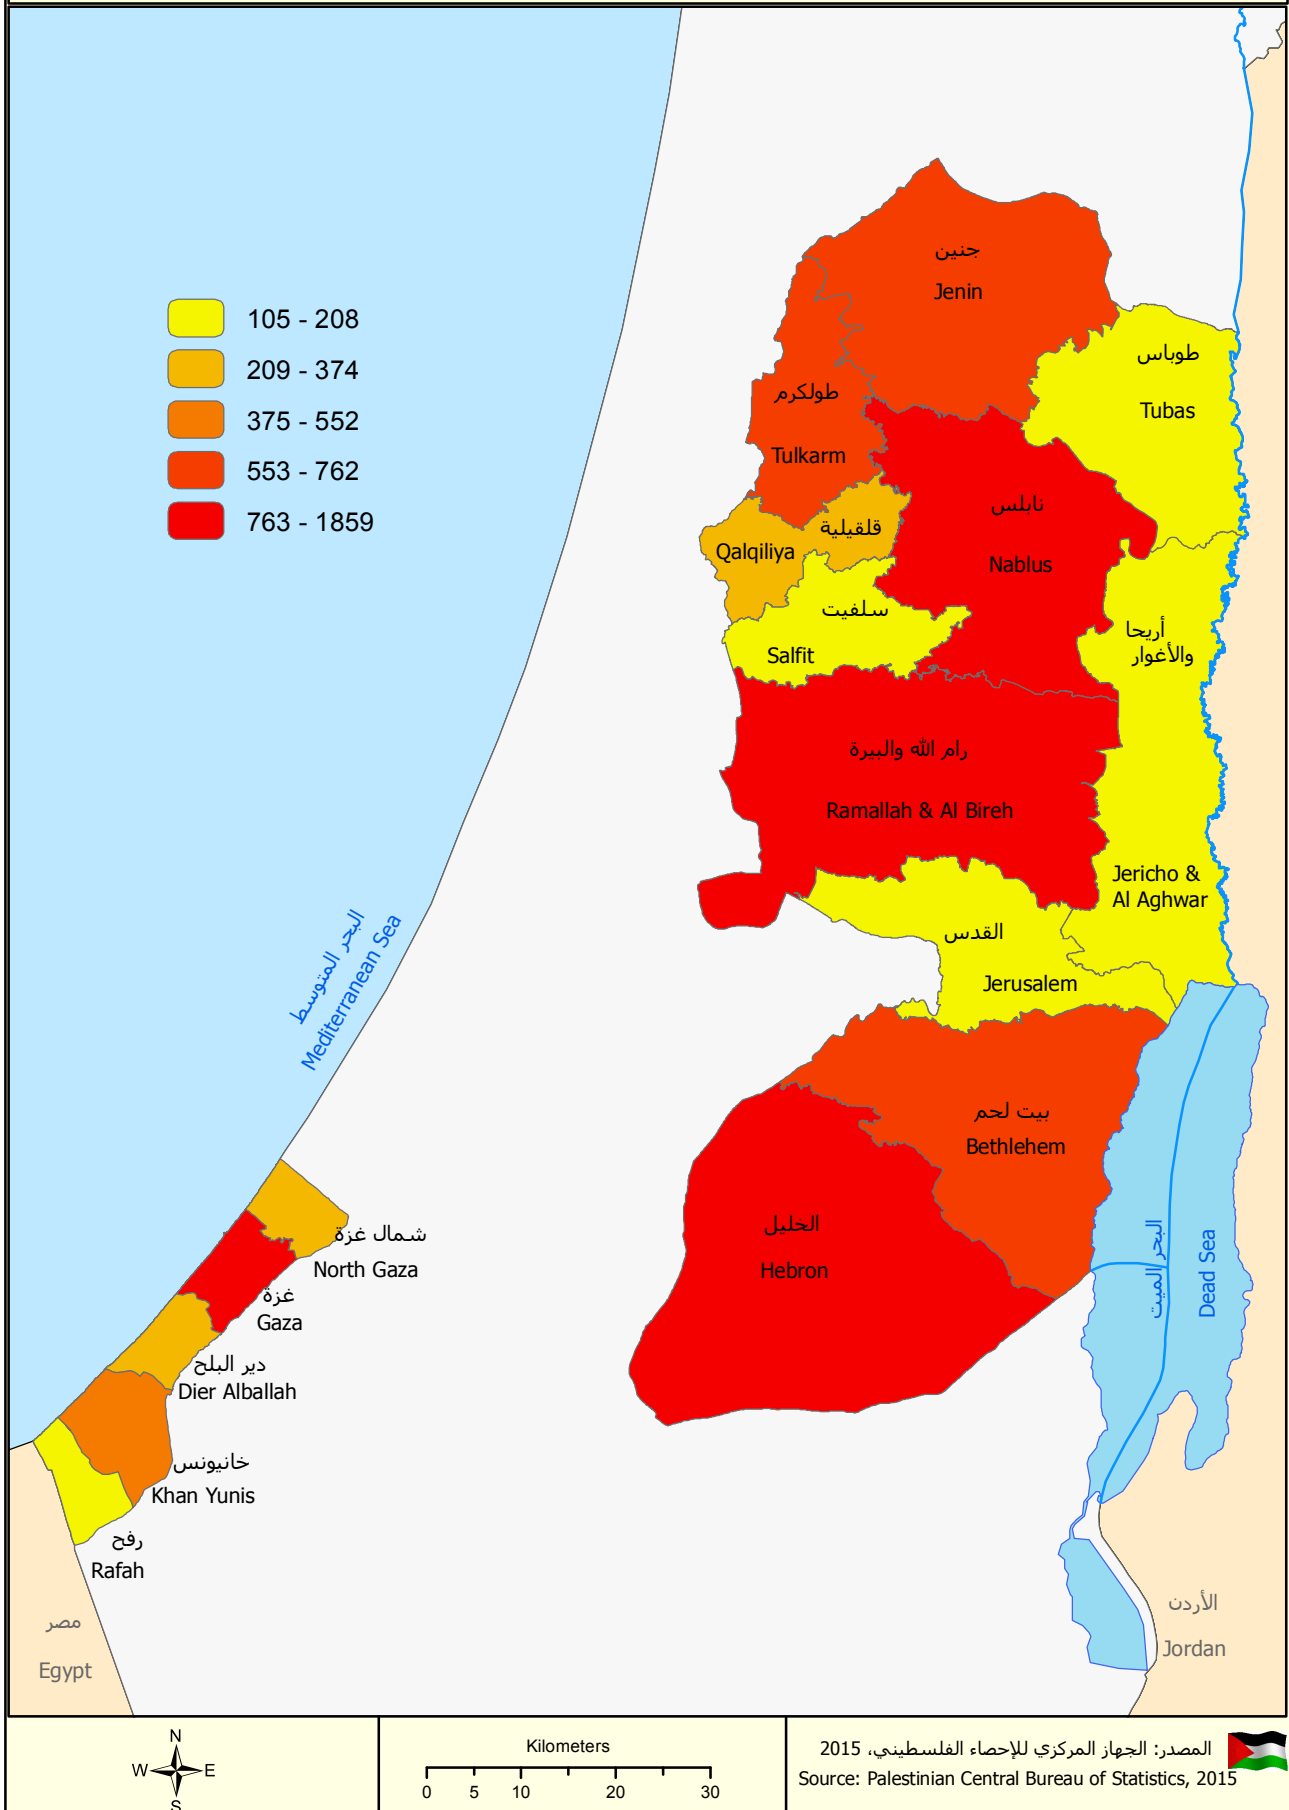 جنين
Jenin
105 - 208
209 - 374
375 - 552
553 - 762
763 - 1859
طوباس
Tubas
طولكرم
Tulkarm
نابلس
Nablus
قلقيلية
Qalqiliya
سلفيت
Salfit
أريحا
والأغوار
Jericho &
Al Aghwar
رام الله والبيرة
Ramallah & Al Bireh
القدس
Jerusalem
البحر المتوسط
Mediterranean Sea
بيت لحم
Bethlehem
الخليل
Hebron
البحر الميت
Dead Sea
شمال غزة
North Gaza
غزة
Gaza
دير البلح
Dier Alballah
خانيونس
Khan Yunis
رفح
Rafah
مصر
Egypt
الأردن
Jordan
N
W E
S
Kilometers
0 5 10 20 30
المصدر: الجهاز المركزي للإحصاء الفلسطيني، 2015
Source: Palestinian Central Bureau of Statistics, 2015